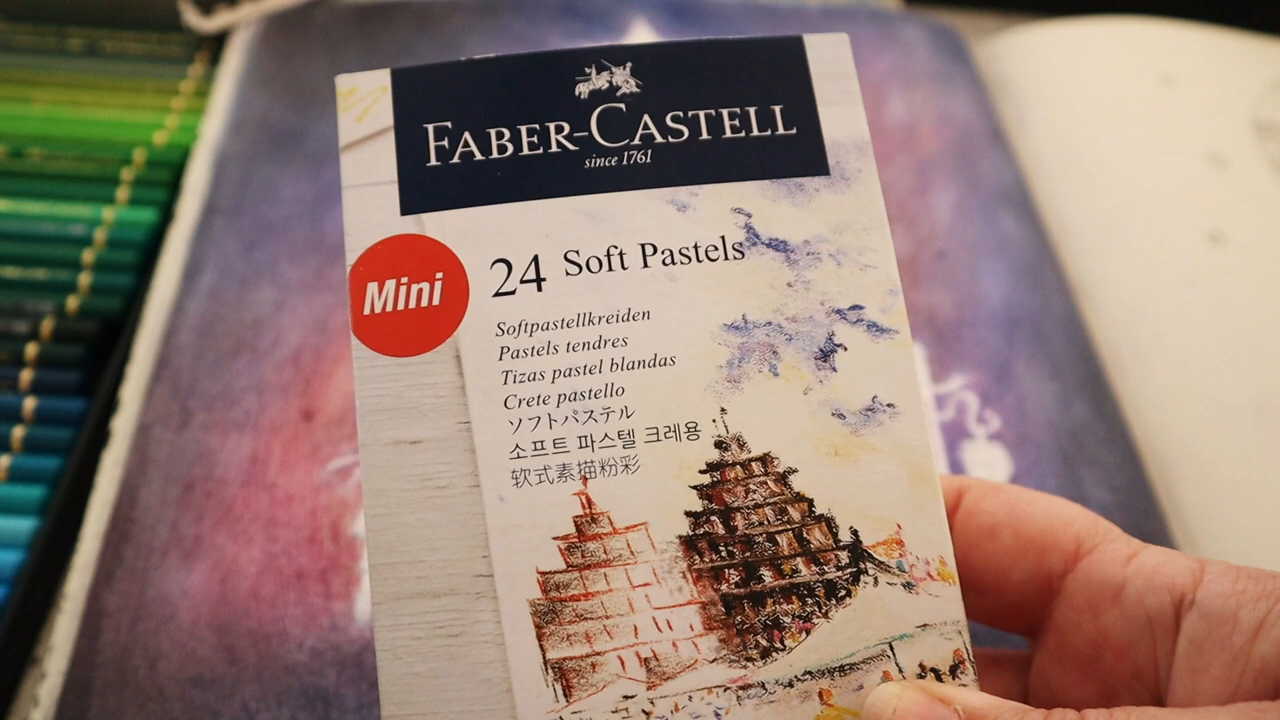 FABER-CASTELL
since 1761
Mini
24 Soft Pastels
Softpastellkreiden
Pastels tendres
Tizas pastel blandas
Crete pastello
ソフトパステル
소프트 파스텔 크레용
软式素描粉彩